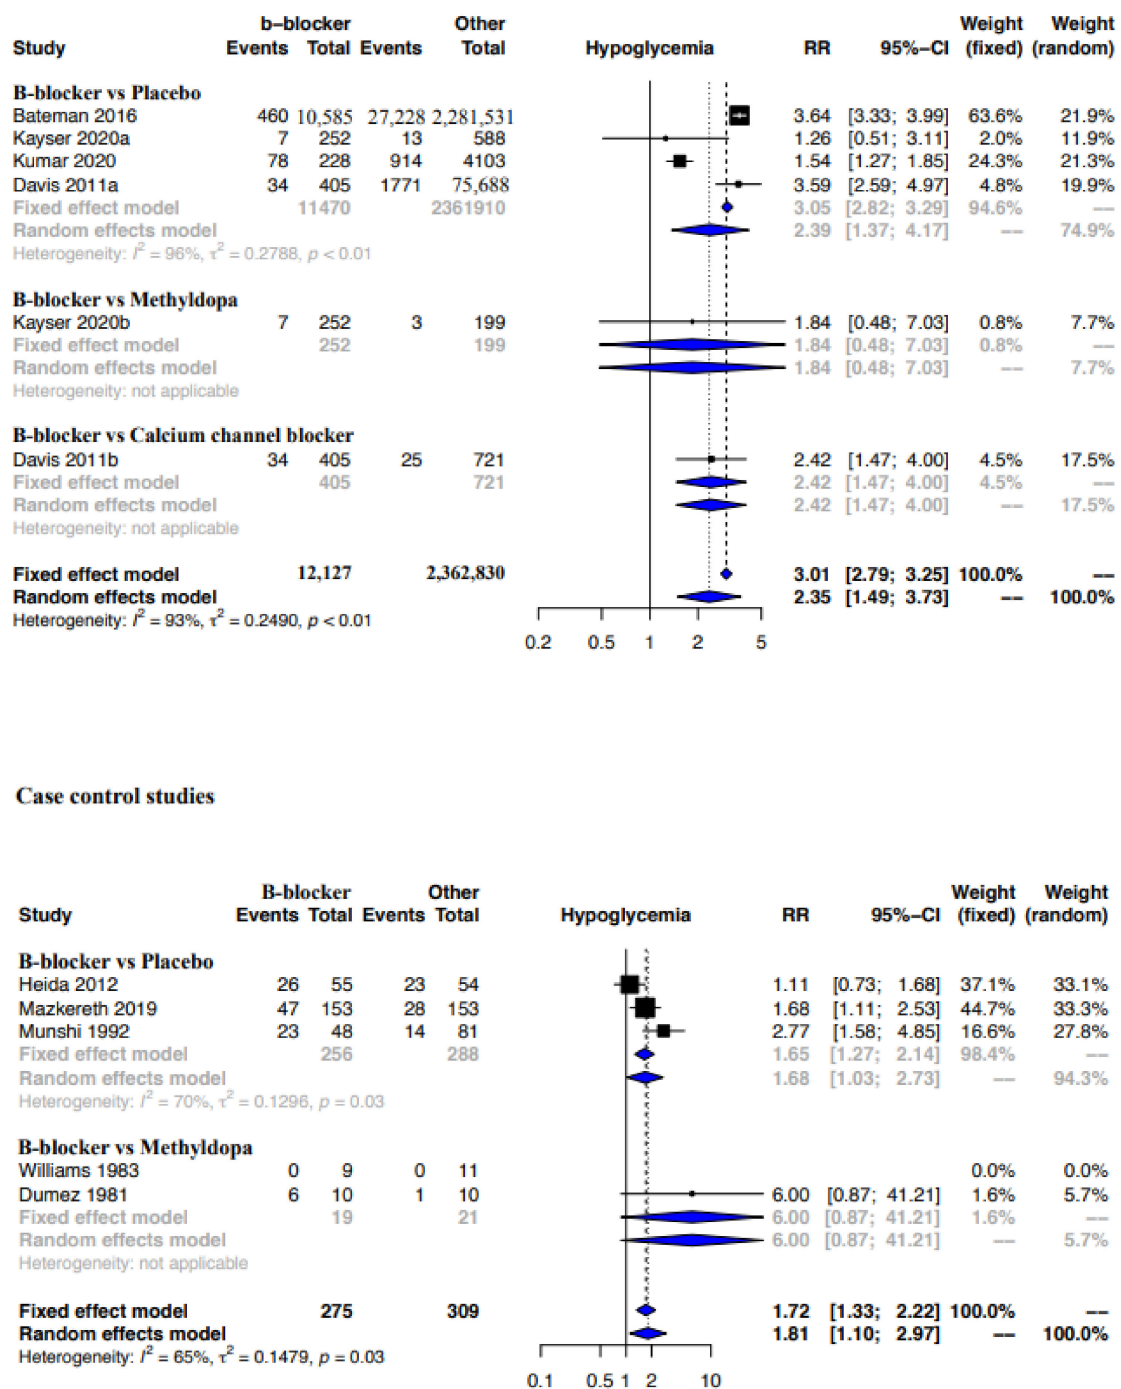 b−blocker Other Weight Weight
Study Events Total Events Total Hypoglycemia RR 95%−CI (fixed) (random)
B-blocker vs Placebo
Bateman 2016 460 10,585 27,228 2,281,531 3.64 [3.33; 3.99] 63.6% 21.9%
Kayser 2020a 7 252 13 588 1.26 [0.51; 3.11] 2.0% 11.9%
Kumar 2020 78 228 914 4103 1.54 [1.27; 1.85] 24.3% 21.3%
Davis 2011a 34 405 1771 75,688 3.59 [2.59; 4.97] 4.8% 19.9%
Fixed effect model 11470 2361910 3.05 [2.82; 3.29] 94.6% −−
Random effects model 2.39 [1.37; 4.17] −− 74.9%
Heterogeneity: I² = 96%, τ² = 0.2788, p < 0.01
B-blocker vs Methyldopa
Kayser 2020b 7 252 3 199 1.84 [0.48; 7.03] 0.8% 7.7%
Fixed effect model 252 199 1.84 [0.48; 7.03] 0.8% −−
Random effects model 1.84 [0.48; 7.03] −− 7.7%
Heterogeneity: not applicable
B-blocker vs Calcium channel blocker
Davis 2011b 34 405 25 721 2.42 [1.47; 4.00] 4.5% 17.5%
Fixed effect model 405 721 2.42 [1.47; 4.00] 4.5% −−
Random effects model 2.42 [1.47; 4.00] −− 17.5%
Heterogeneity: not applicable
Fixed effect model 12,127 2,362,830 3.01 [2.79; 3.25] 100.0% −−
Random effects model 2.35 [1.49; 3.73] −− 100.0%
Heterogeneity: I² = 93%, τ² = 0.2490, p < 0.01
0.2 0.5 1 2 5
Case control studies
B-blocker Other Weight Weight
Study Events Total Events Total Hypoglycemia RR 95%−CI (fixed) (random)
B-blocker vs Placebo
Heida 2012 26 55 23 54 1.11 [0.73; 1.68] 37.1% 33.1%
Mazkereth 2019 47 153 28 153 1.68 [1.11; 2.53] 44.7% 33.3%
Munshi 1992 23 48 14 81 2.77 [1.58; 4.85] 16.6% 27.8%
Fixed effect model 256 288 1.65 [1.27; 2.14] 98.4% −−
Random effects model 1.68 [1.03; 2.73] −− 94.3%
Heterogeneity: I² = 70%, τ² = 0.1296, p = 0.03
B-blocker vs Methyldopa
Williams 1983 0 9 0 11 0.0% 0.0%
Dumez 1981 6 10 1 10 6.00 [0.87; 41.21] 1.6% 5.7%
Fixed effect model 19 21 6.00 [0.87; 41.21] 1.6% −−
Random effects model 6.00 [0.87; 41.21] −− 5.7%
Heterogeneity: not applicable
Fixed effect model 275 309 1.72 [1.33; 2.22] 100.0% −−
Random effects model 1.81 [1.10; 2.97] −− 100.0%
Heterogeneity: I² = 65%, τ² = 0.1479, p = 0.03
0.1 0.5 1 2 10